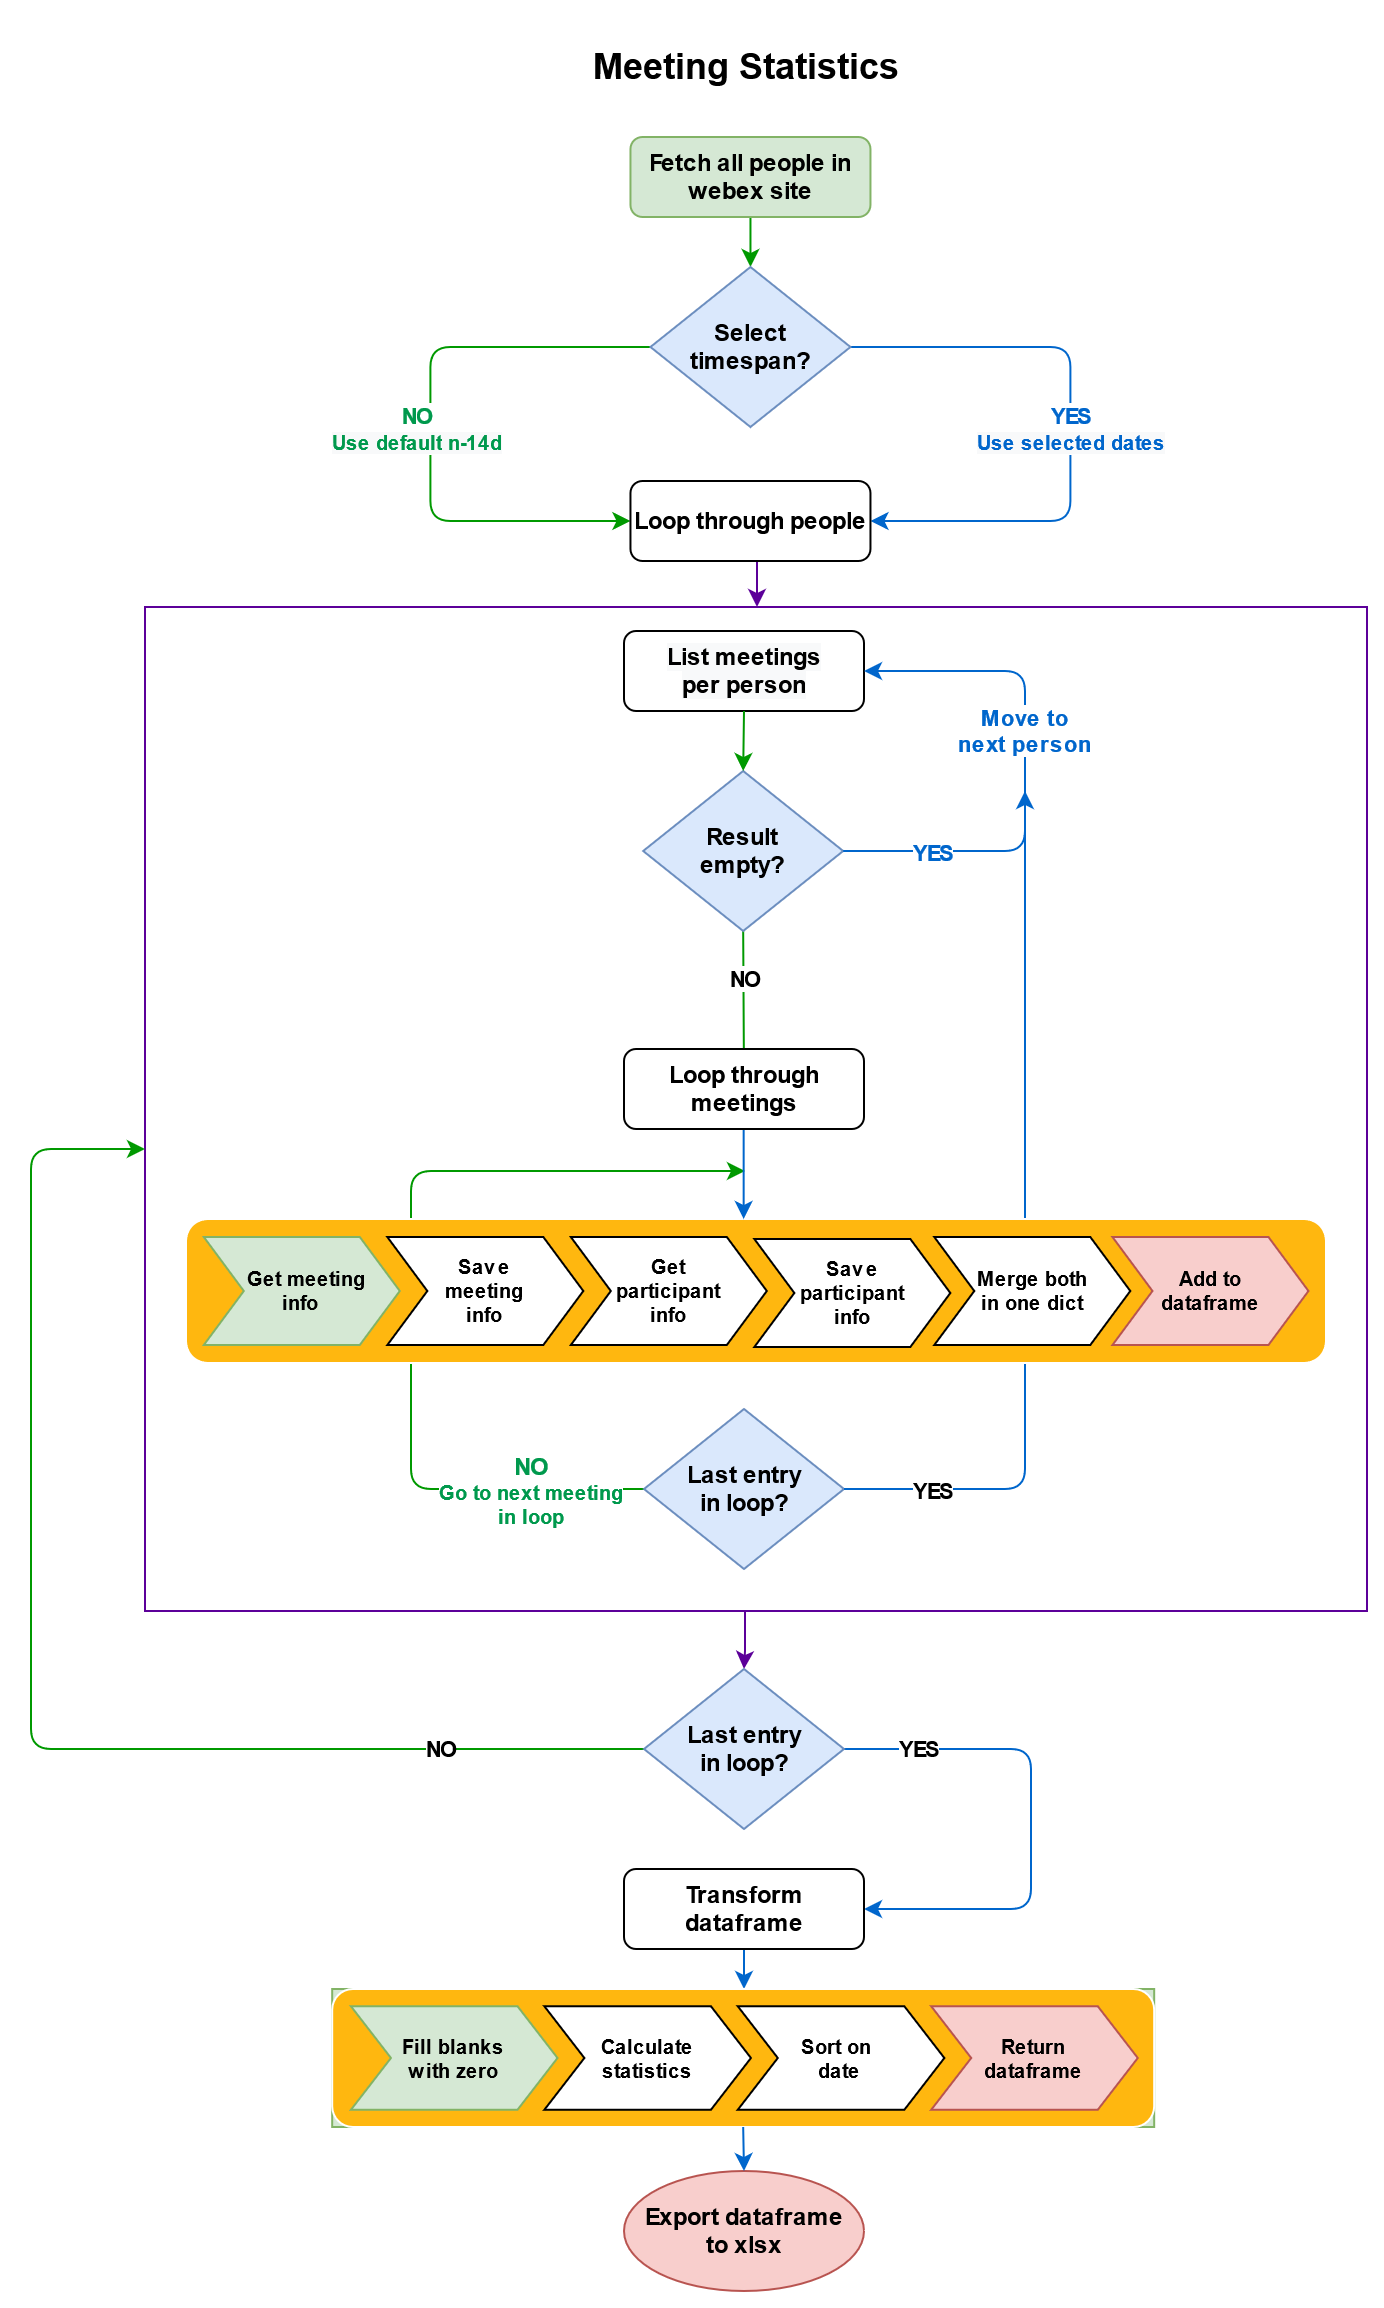 Meeting Statistics
Fetch all people in
webex site
Select
timespan?
NO
Use default n-14d
YES
Use selected dates
Loop through people
List meetings
per person
Move to
next person
Result
empty?
YES
NO
Loop through
meetings
Get meeting
info
Save
meeting
info
Get
participant
info
Save
participant
info
Merge both
in one dict
Add to
dataframe
NO
Go to next meeting
in loop
Last entry
in loop?
YES
NO
Last entry
in loop?
YES
Transform
dataframe
Fill blanks
with zero
Calculate
statistics
Sort on
date
Return
dataframe
Export dataframe
to xlsx